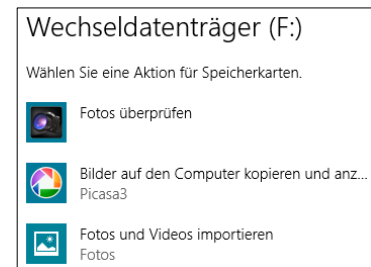 Wechseldatenträger (F:)
Wählen Sie eine Aktion für Speicherkarten.
Fotos überprüfen
Bilder auf den Computer kopieren und anz...
Picasa3
Fotos und Videos importieren
Fotos